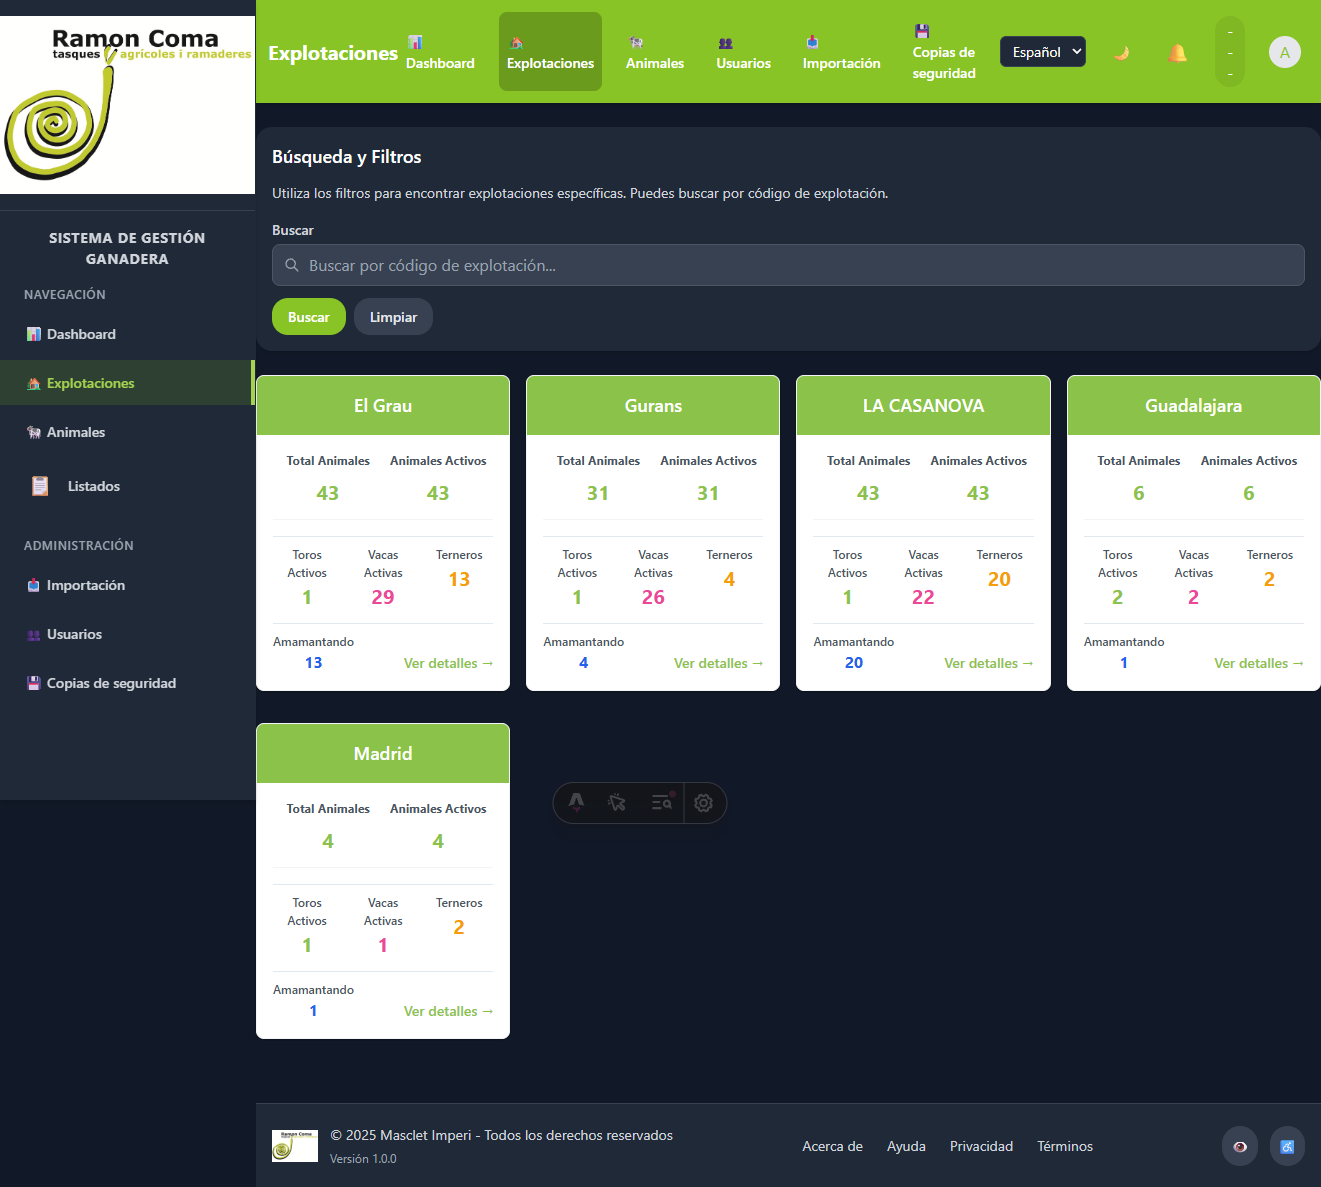 Ramon Coma
tasques agrícoles i ramaderes
SISTEMA DE GESTIÓN
GANADERA
NAVEGACIÓN
Dashboard
Explotaciones
Animales
Listados
ADMINISTRACIÓN
Importación
Usuarios
Copias de seguridad
Explotaciones
Dashboard
Explotaciones
Animales
Usuarios
Importación
Copias de
seguridad
Español
-
-
-
A
Búsqueda y Filtros
Utiliza los filtros para encontrar explotaciones específicas. Puedes buscar por código de explotación.
Buscar
Buscar por código de explotación...
Buscar
Limpiar
El Grau
Total Animales Animales Activos
43 43
Toros Activos Vacas Activas Terneros
1 29 13
Amamantando
13 Ver detalles →
Gurans
Total Animales Animales Activos
31 31
Toros Activos Vacas Activas Terneros
1 26 4
Amamantando
4 Ver detalles →
LA CASANOVA
Total Animales Animales Activos
43 43
Toros Activos Vacas Activas Terneros
1 22 20
Amamantando
20 Ver detalles →
Guadalajara
Total Animales Animales Activos
6 6
Toros Activos Vacas Activas Terneros
2 2 2
Amamantando
1 Ver detalles →
Madrid
Total Animales Animales Activos
4 4
Toros Activos Vacas Activas Terneros
1 1 2
Amamantando
1 Ver detalles →
Ramon Coma
© 2025 Masclet Imperi - Todos los derechos reservados
Versión 1.0.0
Acerca de Ayuda Privacidad Términos